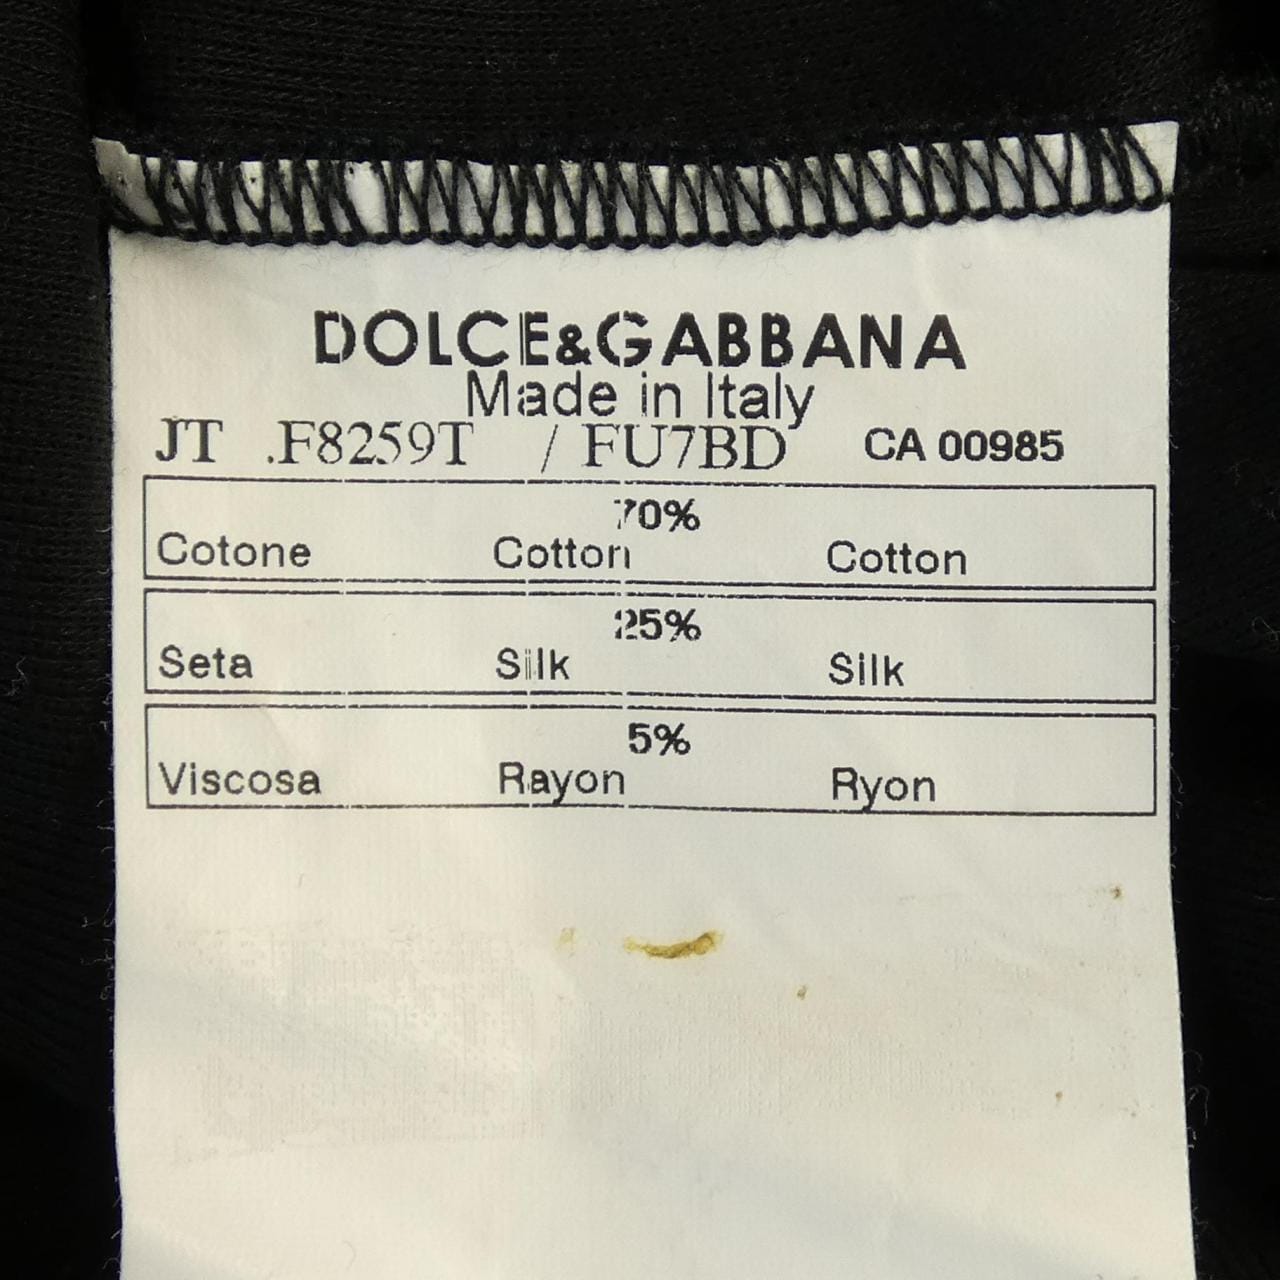 DOLCE&GABBANA
Made in Italy
JT .F8259T / FU7BD CA 00985
70%
Cotone Cotton Cotton
25%
Seta Silk Silk
5%
Viscosa Rayon Ryon